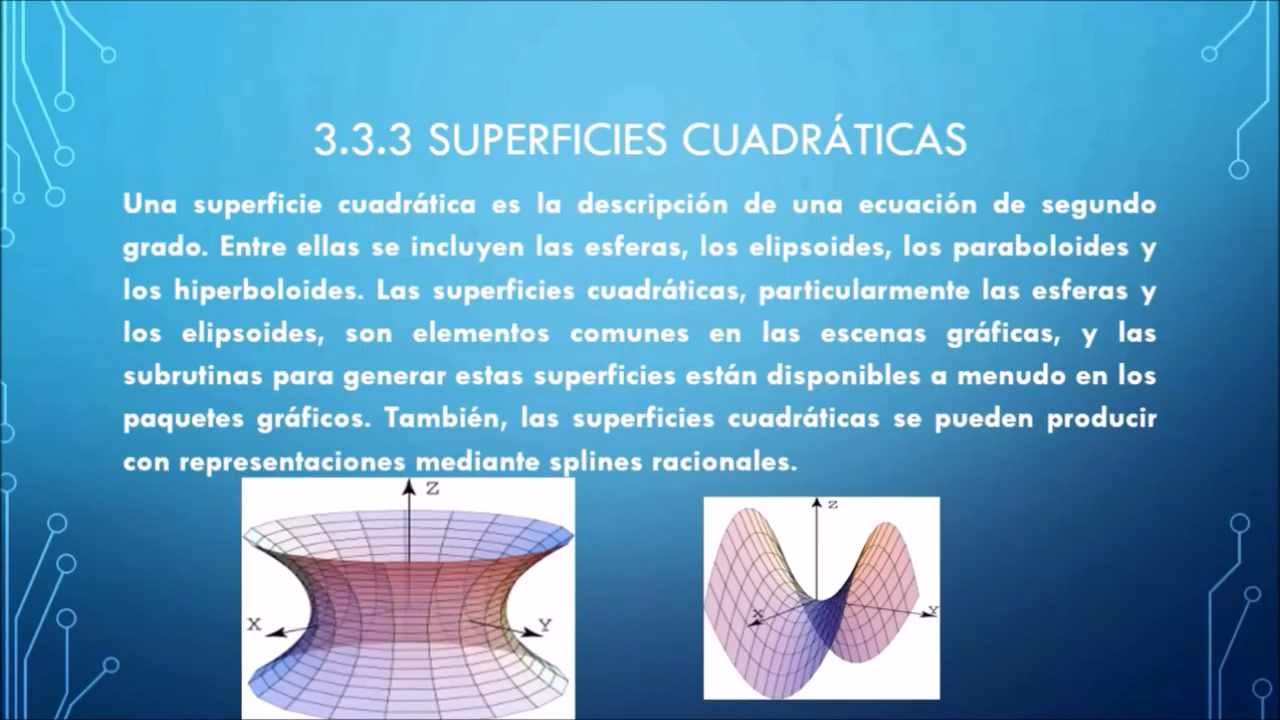 3.3.3 SUPERFICIES CUADRÁTICAS
Una superficie cuadrática es la descripción de una ecuación de segundo
grado. Entre ellas se incluyen las esferas, los elipsoides, los paraboloides y
los hiperboloides. Las superficies cuadráticas, particularmente las esferas y
los elipsoides, son elementos comunes en las escenas gráficas, y las
subrutinas para generar estas superficies están disponibles a menudo en los
paquetes gráficos. También, las superficies cuadráticas se pueden producir
con representaciones mediante splines racionales.
Z
X
Y
Z
X
Y